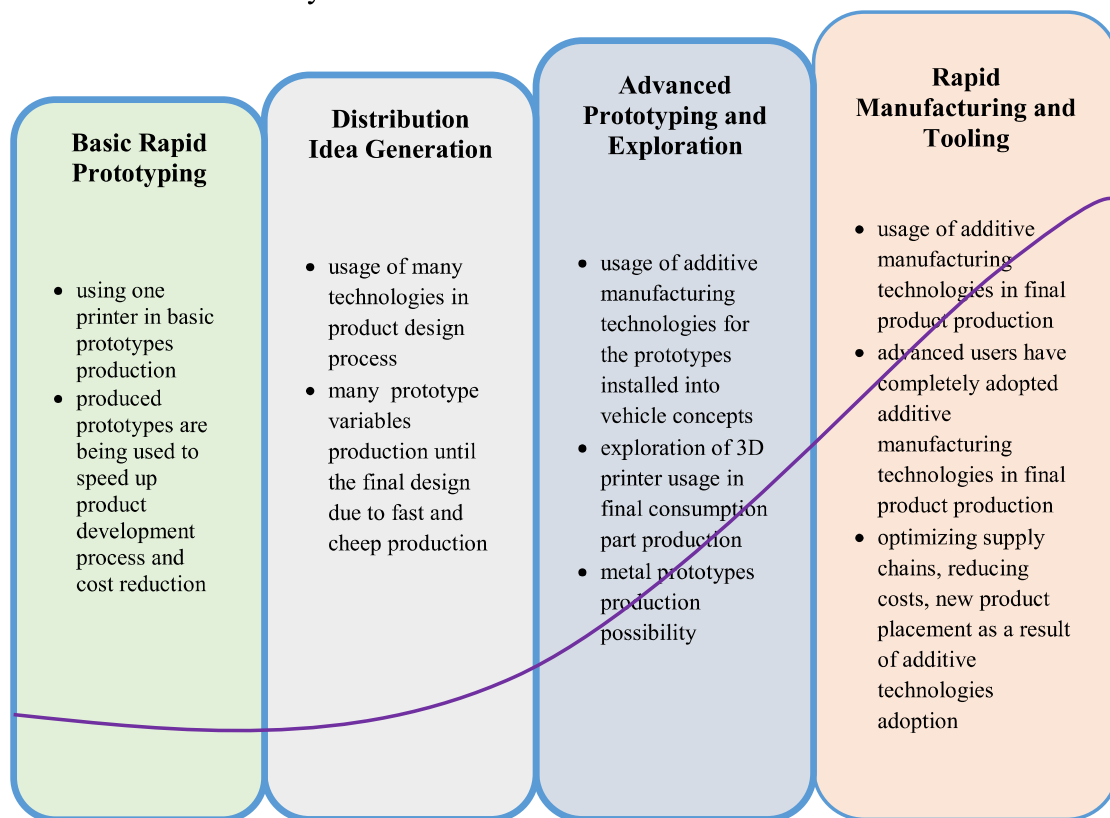 Basic Rapid
Prototyping
• using one
printer in basic
prototypes
production
• produced
prototypes are
being used to
speed up
product
development
process and
cost reduction
Distribution
Idea Generation
• usage of many
technologies in
product design
process
• many prototype
variables
production until
the final design
due to fast and
cheep production
Advanced
Prototyping and
Exploration
• usage of additive
manufacturing
technologies for
the prototypes
installed into
vehicle concepts
• exploration of 3D
printer usage in
final consumption
part production
• metal prototypes
production
possibility
Rapid
Manufacturing and
Tooling
• usage of additive
manufacturing
technologies in final
product production
• advanced users have
completely adopted
additive
manufacturing
technologies in final
product production
• optimizing supply
chains, reducing
costs, new product
placement as a result
of additive
technologies
adoption